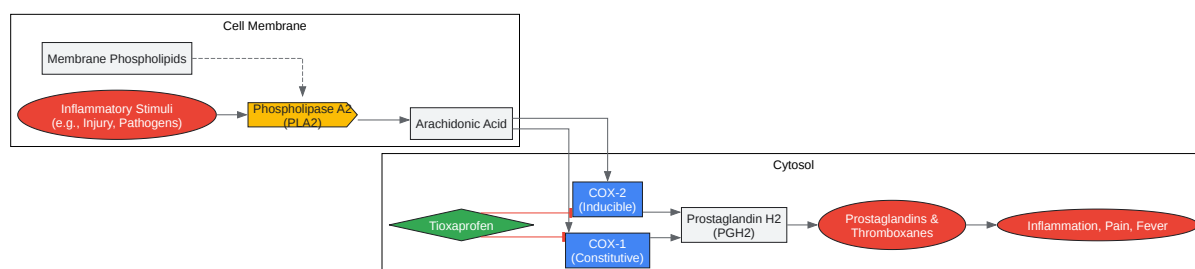 Cell Membrane
Membrane Phospholipids
Inflammatory Stimuli
(e.g., Injury, Pathogens)
Phospholipase A2
(PLA2)
Arachidonic Acid
Cytosol
Tioxaprofen
COX-2
(Inducible)
COX-1
(Constitutive)
Prostaglandin H2
(PGH2)
Prostaglandins &
Thromboxanes
Inflammation, Pain, Fever